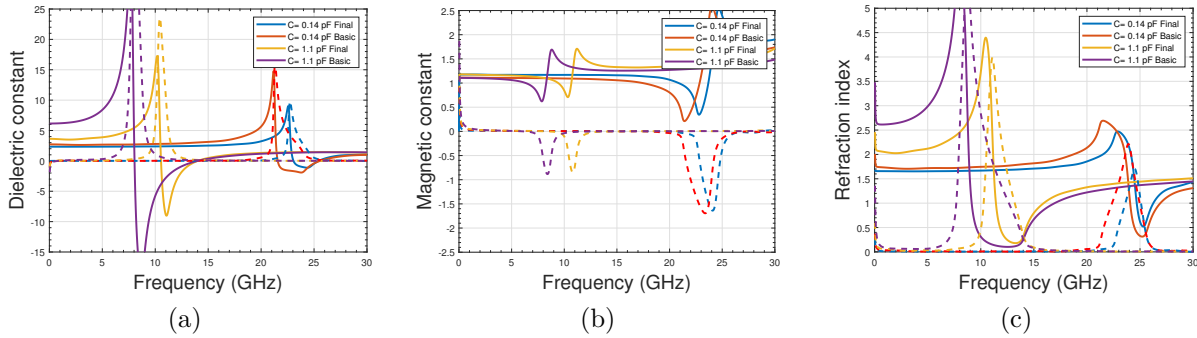 Dielectric constant
25
20
15
10
5
0
-5
-10
-15
0 5 10 15 20 25 30
C= 0.14 pF Final
C= 0.14 pF Basic
C= 1.1 pF Final
C= 1.1 pF Basic
Frequency (GHz)
(a)
Magnetic constant
2.5
2
1.5
1
0.5
0
-0.5
-1
-1.5
-2
-2.5
0 5 10 15 20 25 30
C= 0.14 pF Final
C= 0.14 pF Basic
C= 1.1 pF Final
C= 1.1 pF Basic
Frequency (GHz)
(b)
Refraction index
5
4.5
4
3.5
3
2.5
2
1.5
1
0.5
0
0 5 10 15 20 25 30
C= 0.14 pF Final
C= 0.14 pF Basic
C= 1.1 pF Final
C= 1.1 pF Basic
Frequency (GHz)
(c)